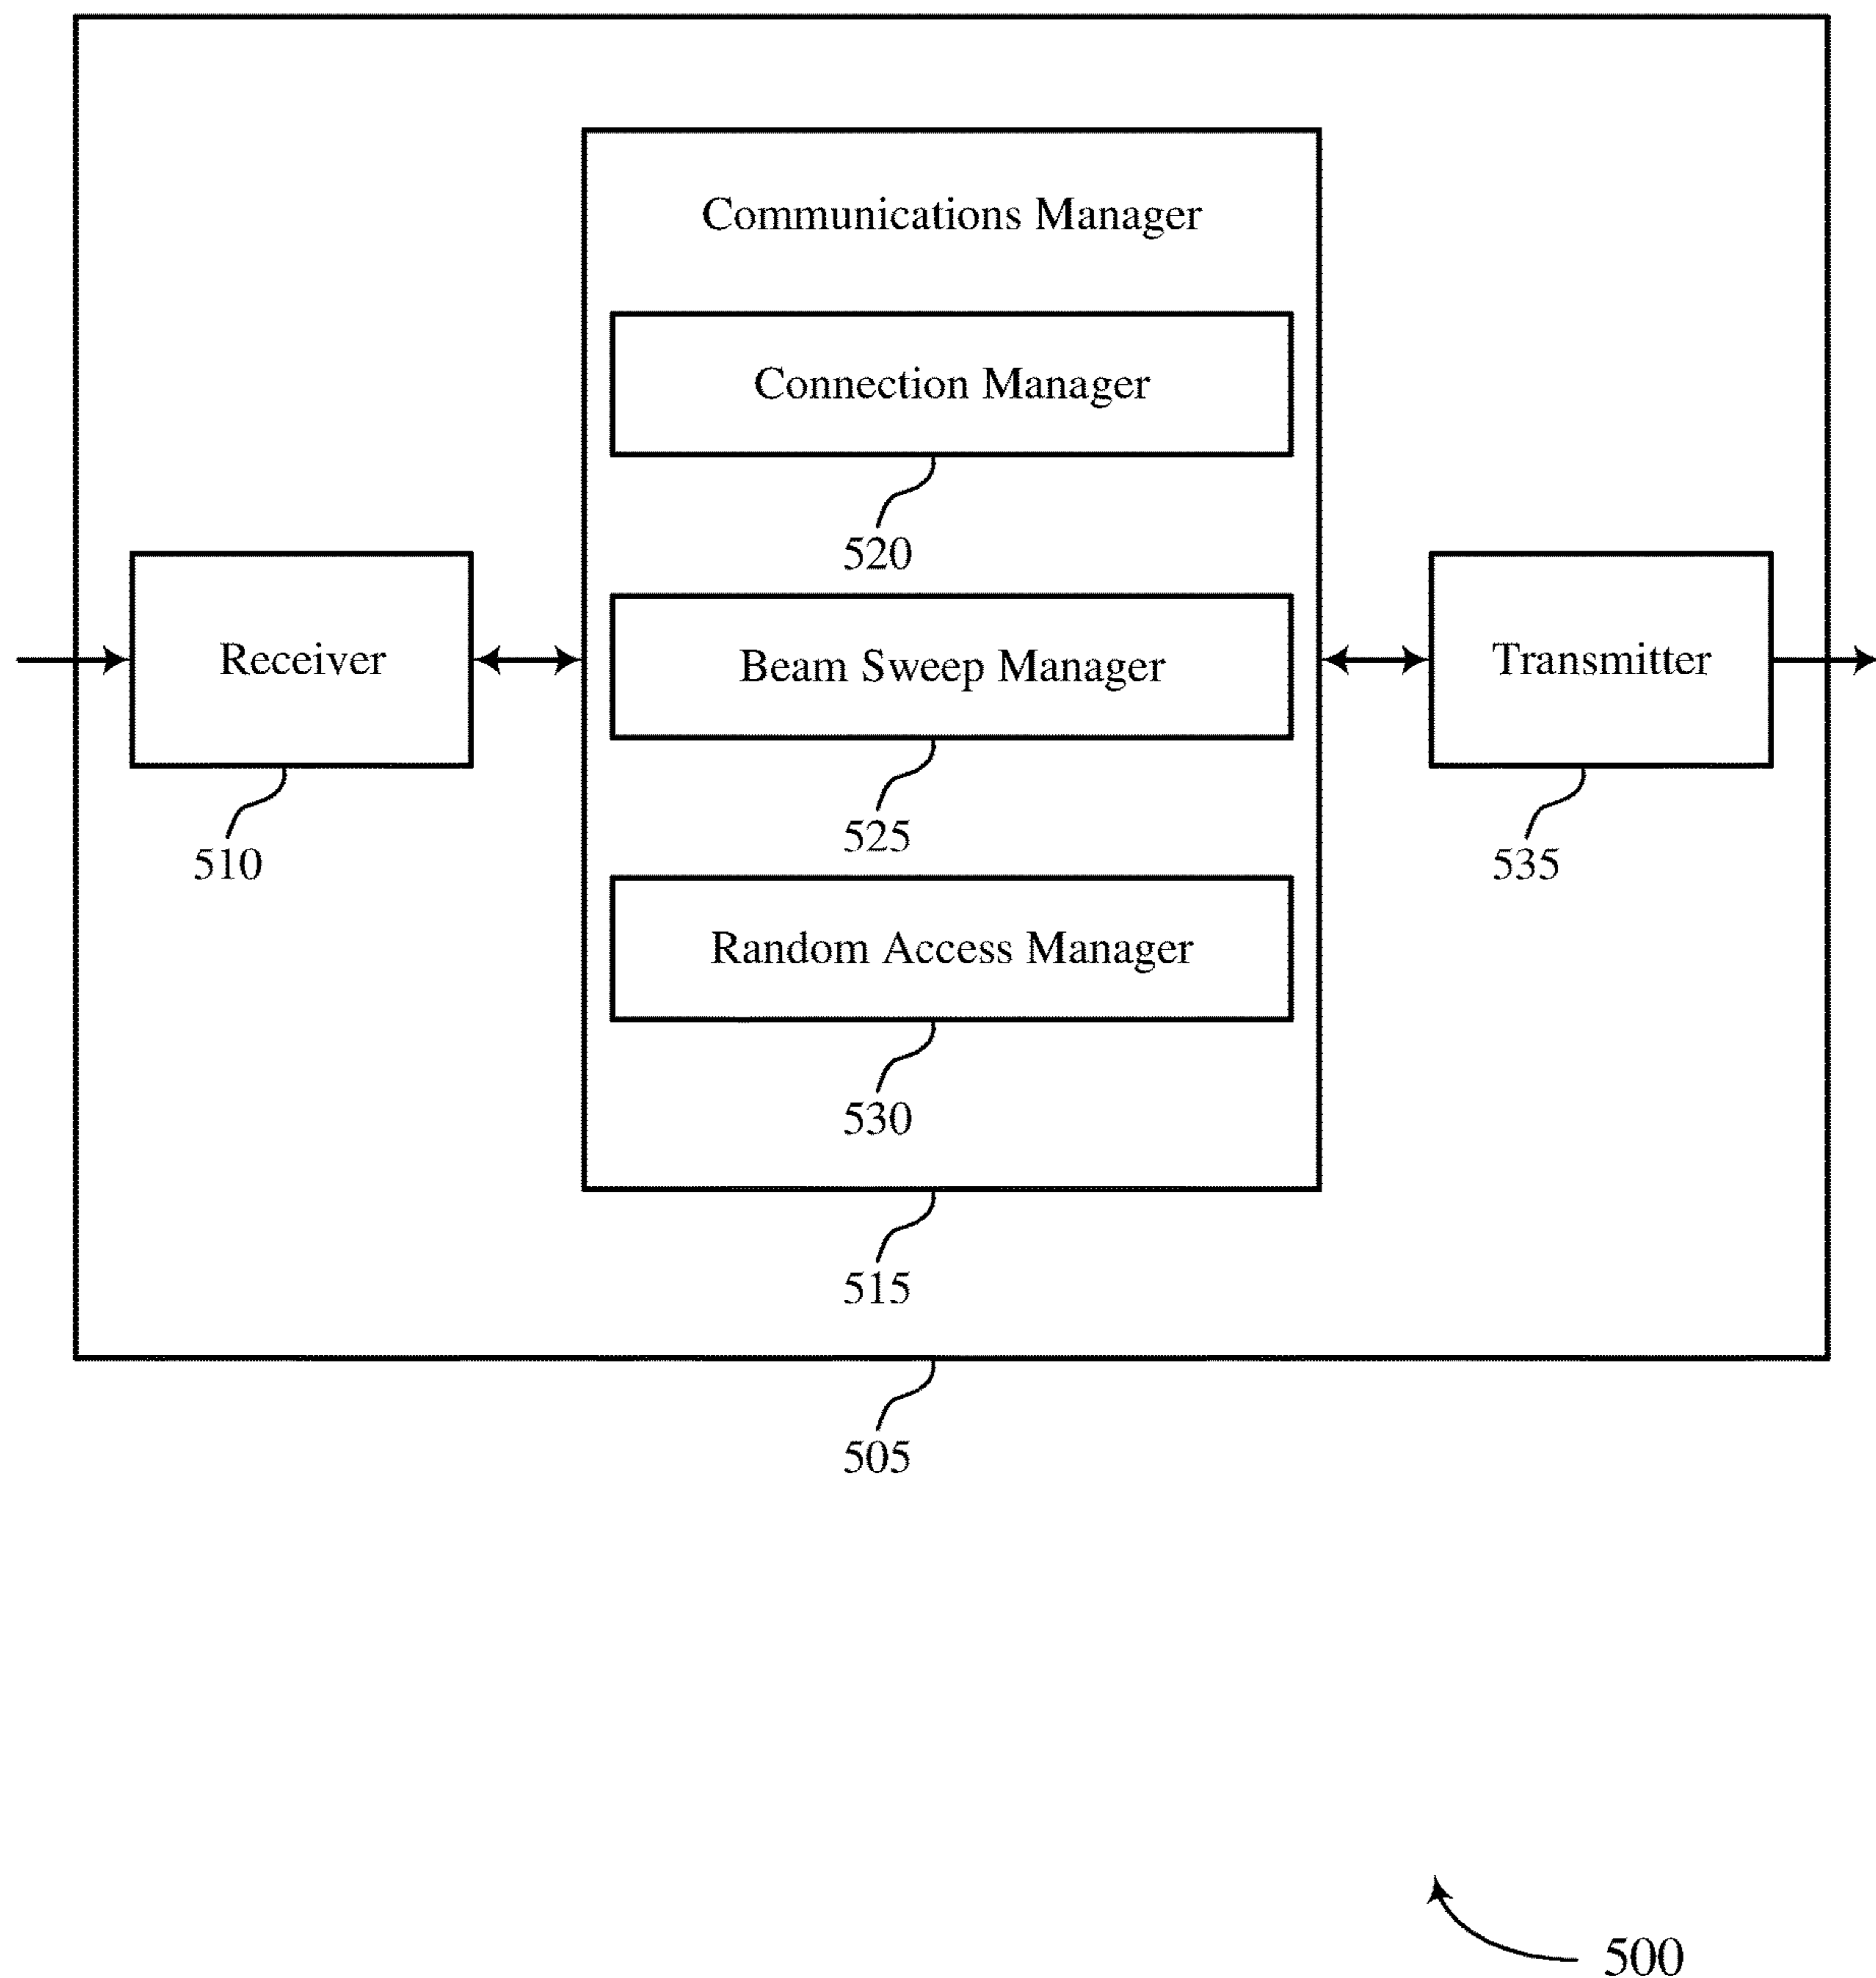 Communications Manager
Connection Manager
520
Receiver
Beam Sweep Manager
Transmitter
510
525
535
Random Access Manager
530
515
505
500